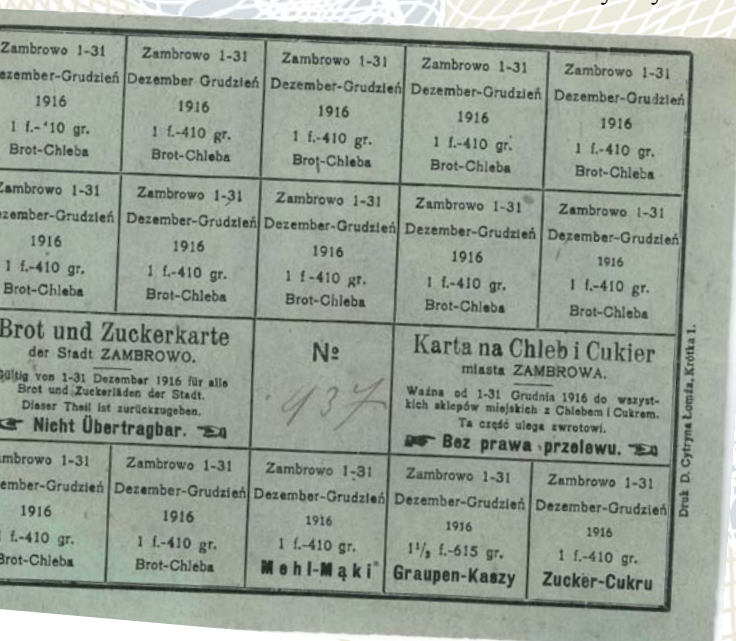 Zambrowo 1-31
ezember-Grudzień
1916
1 f.-'10 gr.
Brot-Chleba
Zambrowo 1-31
Dezember Grudzień
1916
1 f.-410 gr.
Brot-Chleba
Zambrowo 1-31
Dezember-Grudzień
1916
1 f.-410 gr.
Brot-Chleba
Zambrowo 1-31
Dezember-Grudzień
1916
1 f.-410 gr.
Brot-Chleba
Zambrowo 1-31
Dezember-Grudzień
1916
1 f.-410 gr.
Brot-Chleba
Zambrowo 1-31
zember-Grudzień
1916
1 f.-410 gr.
Brot-Chleba
Zambrowo 1-31
Dezember-Grudzień
1916
1 f.-410 gr.
Brot-Chleba
Zambrowo 1-31
Dezember-Grudzień
1916
1 f-410 gr.
Brot-Chleba
Zambrowo 1-31
Dezember-Grudzień
1916
1 f.-410 gr.
Brot-Chleba
Zambrowo 1-31
Dezember-Grudzień
1916
1 f.-410 gr.
Brot-Chleba
Brot und Zuckerkarte
der Stadt ZAMBROWO.
Gültig von 1-31 Dezember 1916 für alle
Brot und Zuckerläden der Stadt.
Dieser Theil ist zurückzugeben.
Nicht Übertragbar.
№
937
Karta na Chleb i Cukier
miasta ZAMBROWA.
Ważna od 1-31 Grudnia 1916 do wszyst-
kich sklepów miejskich z Chlebem i Cukrem.
Ta część ulega zwrotowi.
Bez prawa przelewu.
mbrowo 1-31
ember-Grudzień
1916
1 f.-410 gr.
Brot-Chleba
Zambrowo 1-31
Dezember-Grudzień
1916
1 f.-410 gr.
Brot-Chleba
Zambrowo 1-31
Dezember-Grudzień
1916
1 f.-410 gr.
Mehl-Mąki
Zambrowo 1-31
Dezember-Grudzień
1916
1½ f.-615 gr.
Graupen-Kaszy
Zambrowo 1-31
Dezember-Grudzień
1916
1 f.-410 gr.
Zucker-Cukru
Druk D. Cytryna Łomża, Krótka 1.